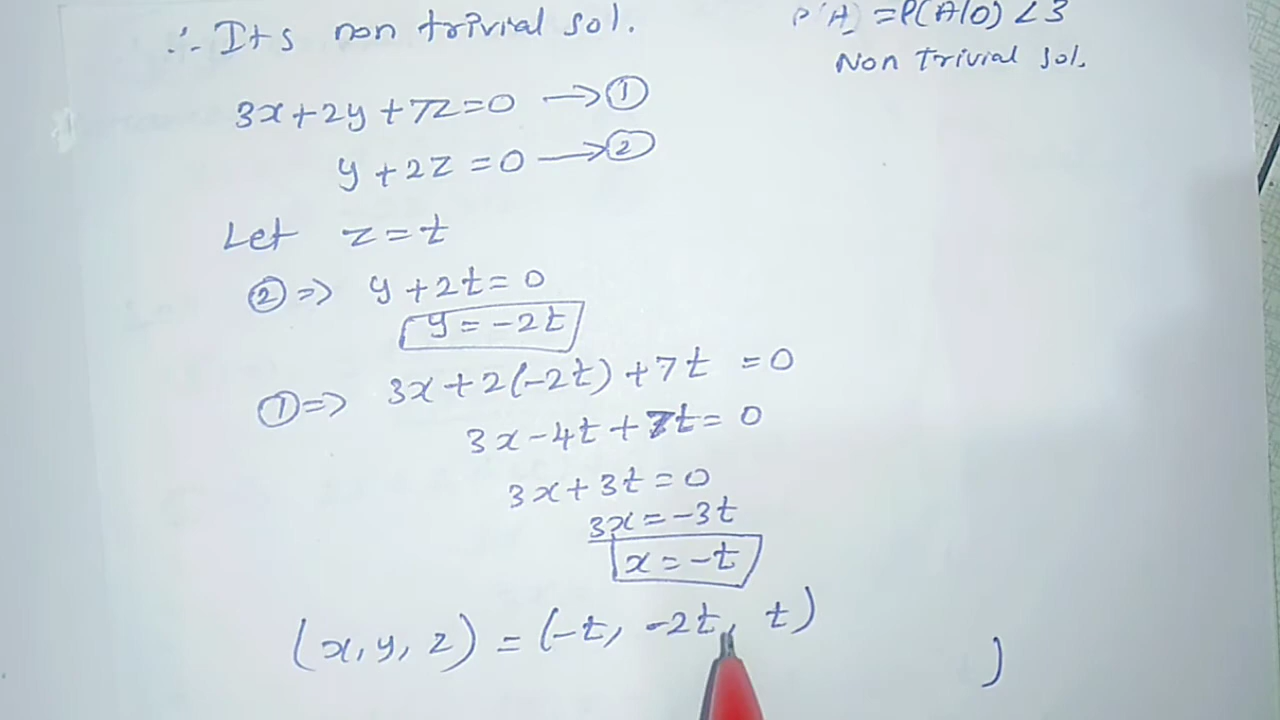 ∴ Its non trivial sol.
ρ(A) = ρ(A/0) < 3
Non Trivial sol.
3x+2y+7z=0 → ①
y+2z=0 → ②
Let z=t
② ⇒ y+2t=0
y=-2t
① ⇒ 3x+2(-2t)+7t=0
3x-4t+7t=0
3x+3t=0
3x=-3t
x=-t
(x,y,z) = (-t, -2t, t)
)